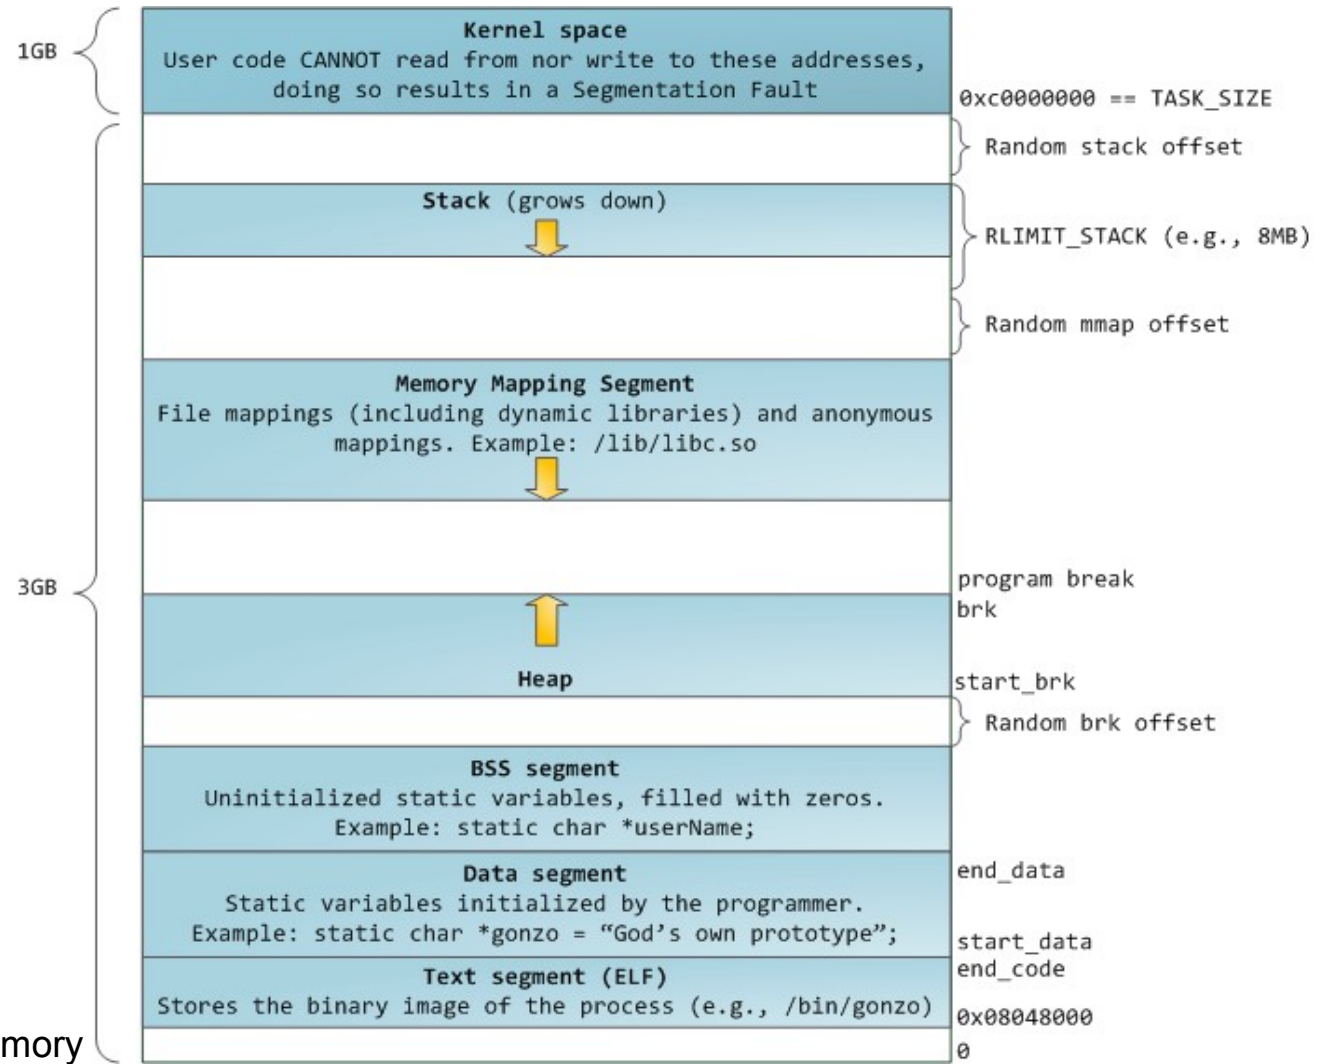 Kernel space
1GB
User code CANNOT read from nor write to these addresses,
doing so results in a Segmentation Fault
0xc0000000 == TASK_SIZE
Random stack offset
Stack (grows down)
RLIMIT_STACK (e.g., 8MB)
Random mmap offset
Memory Mapping Segment
File mappings (including dynamic libraries) and anonymous
mappings. Example: /lib/libc.so
3GB
program break
brk
Heap
start_brk
Random brk offset
BSS segment
Uninitialized static variables, filled with zeros.
Example: static char *userName;
Data segment
end_data
Static variables initialized by the programmer.
Example: static char *gonzo = “God’s own prototype”;
start_data
end_code
Text segment (ELF)
Stores the binary image of the process (e.g., /bin/gonzo)
0x08048000
mory
0